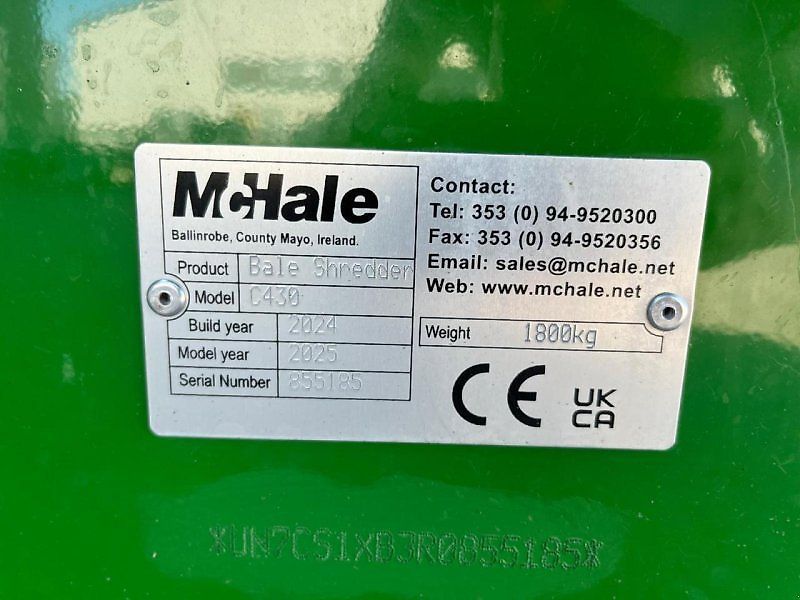 McHale
Ballinrobe, County Mayo, Ireland.
Product Bale Shredder
Model C430
Build year 2024
Model year 2025
Serial Number 855185
Contact:
Tel: 353 (0) 94-9520300
Fax: 353 (0) 94-9520356
Email: sales@mchale.net
Web: www.mchale.net
Weight 1800kg
CE
UK
CA
*UN7CS1XB3R0855185*